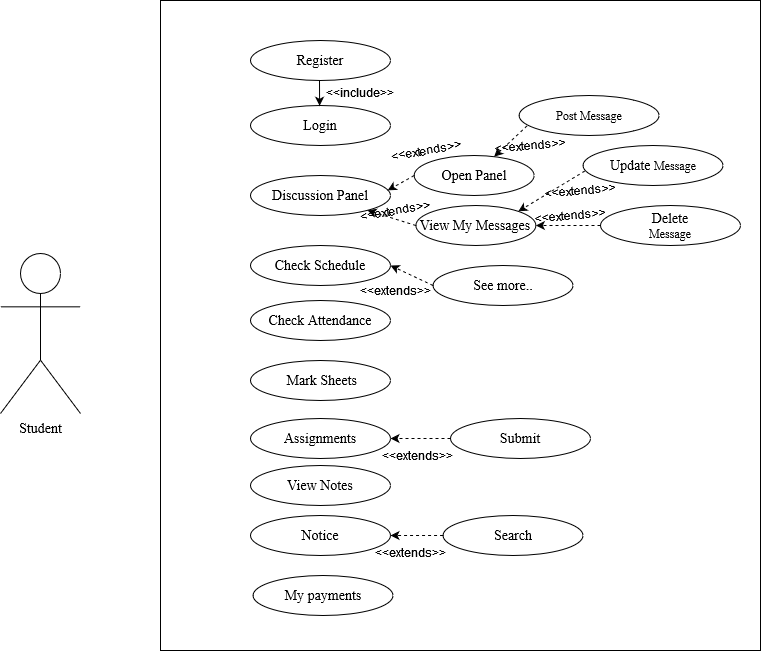 Register
<<include>>
Login
Post Message
<<extends>>
<<extends>>
Open Panel
Update Message
<<extends>>
Discussion Panel
<<extends>>
<<extends>>
View My Messages
Delete
Message
Check Schedule
<<extends>>
See more..
Check Attendance
Mark Sheets
Student
Assignments
Submit
<<extends>>
View Notes
Notice
Search
<<extends>>
My payments